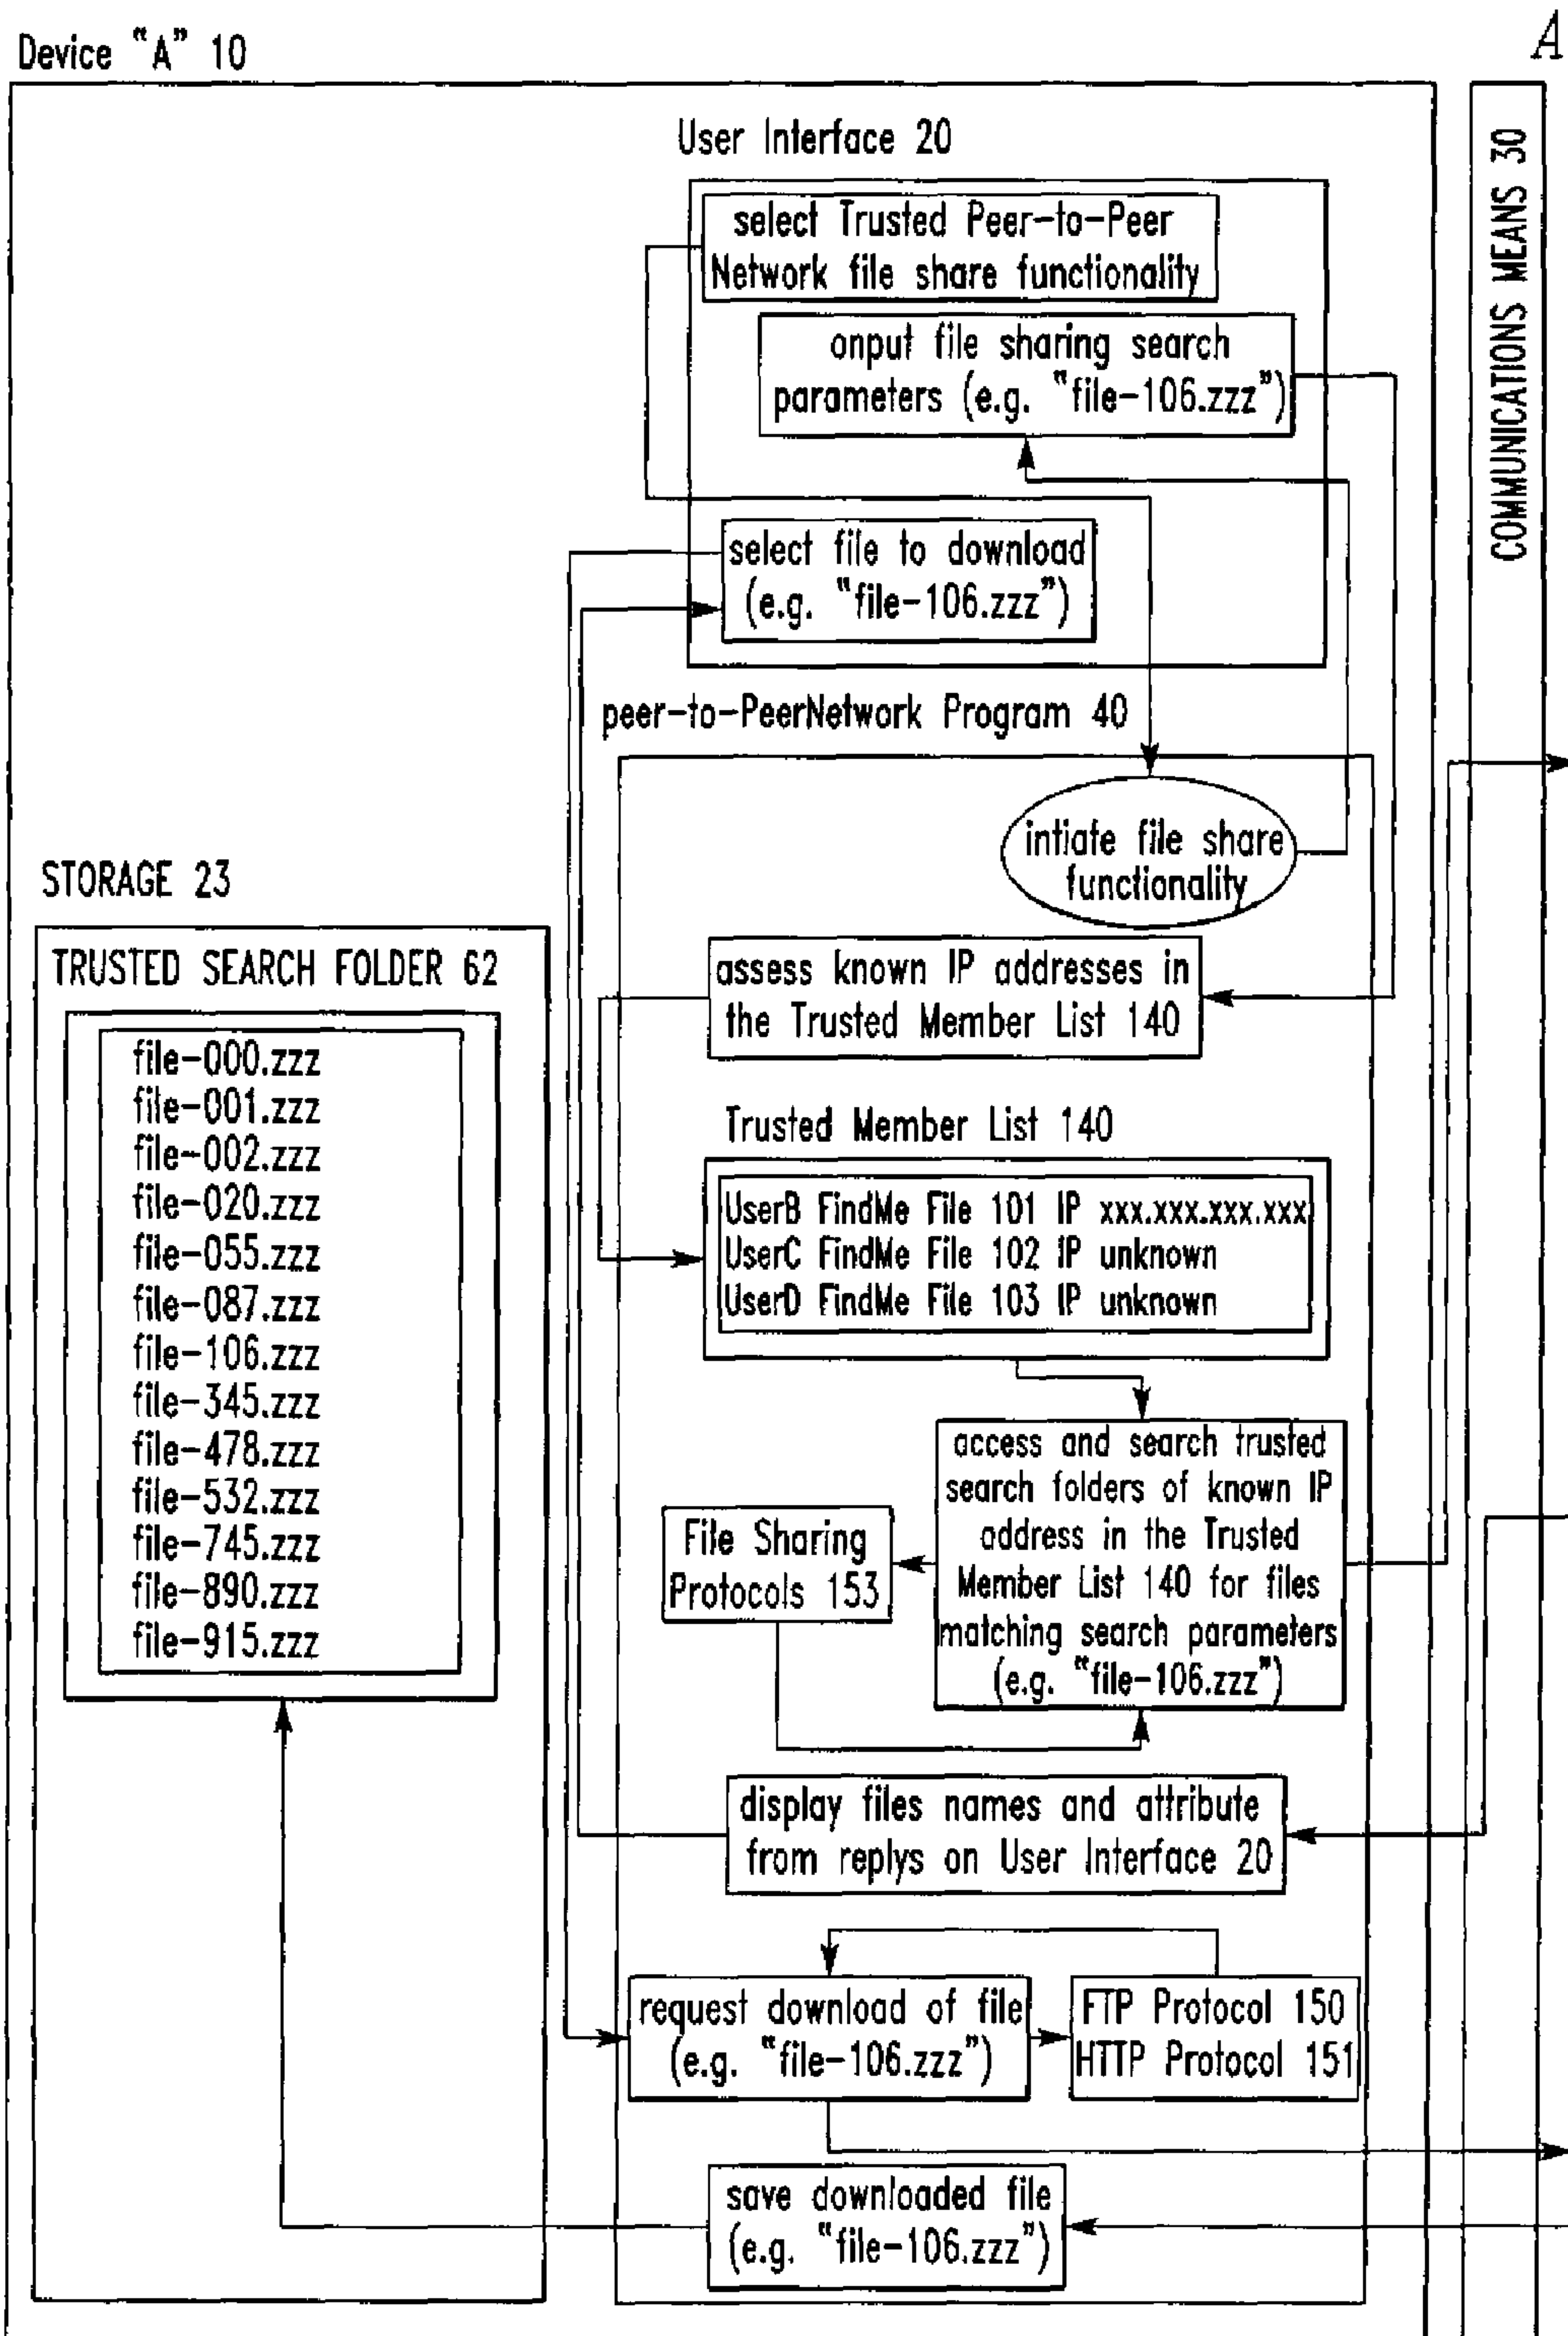 A
Device "A" 10
COMMUNICATIONS MEANS 30
User Interface 20
select Trusted Peer-to-Peer
Network file share functionality
onput file sharing search
parameters (e.g. "file-106.zzz")
select file to download
(e.g. "file-106.zzz")
peer-to-PeerNetwork Program 40
intiate file share
functionality
STORAGE 23
TRUSTED SEARCH FOLDER 62
file-000.zzz
file-001.zzz
file-002.zzz
file-020.zzz
file-055.zzz
file-087.zzz
file-106.zzz
file-345.zzz
file-478.zzz
file-532.zzz
file-745.zzz
file-890.zzz
file-915.zzz
assess known IP addresses in
the Trusted Member List 140
Trusted Member List 140
UserB FindMe File 101 IP xxx.xxx.xxx.xxx
UserC FindMe File 102 IP unknown
UserD FindMe File 103 IP unknown
access and search trusted
search folders of known IP
address in the Trusted
Member List 140 for files
matching search parameters
(e.g. "file-106.zzz")
File Sharing
Protocols 153
display files names and attribute
from replys on User Interface 20
request download of file
(e.g. "file-106.zzz")
FTP Protocol 150
HTTP Protocol 151
save downloaded file
(e.g. "file-106.zzz")